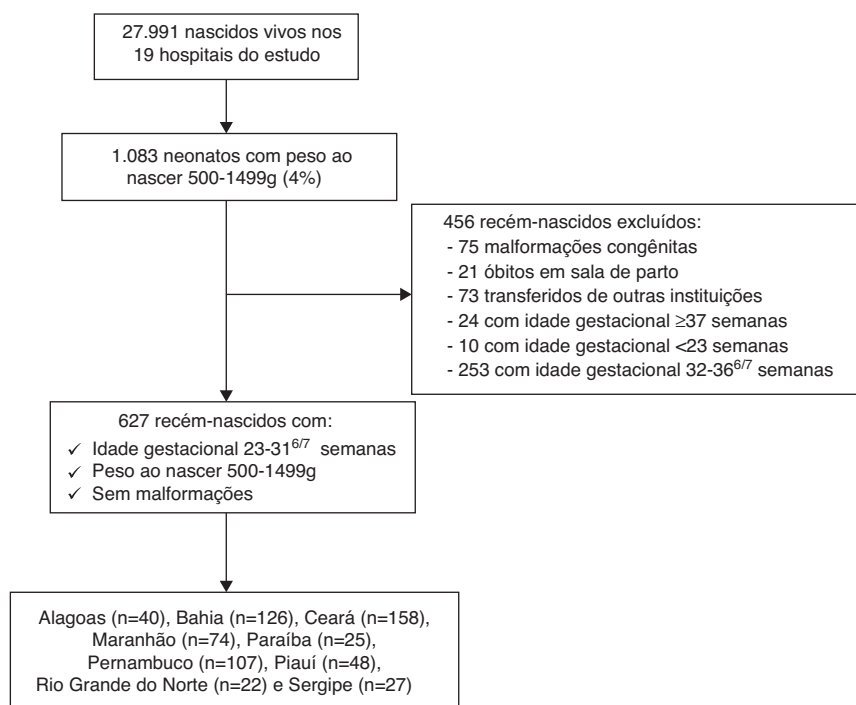 27.991 nascidos vivos nos
19 hospitais do estudo
1.083 neonatos com peso ao
nascer 500-1499g (4%)
456 recém-nascidos excluídos:
- 75 malformações congênitas
- 21 óbitos em sala de parto
- 73 transferidos de outras instituições
- 24 com idade gestacional ≥37 semanas
- 10 com idade gestacional <23 semanas
- 253 com idade gestacional 32-36⁶/⁷ semanas
627 recém-nascidos com:
✓ Idade gestacional 23-31⁶/⁷ semanas
✓ Peso ao nascer 500-1499g
✓ Sem malformações
Alagoas (n=40), Bahia (n=126), Ceará (n=158),
Maranhão (n=74), Paraíba (n=25),
Pernambuco (n=107), Piauí (n=48),
Rio Grande do Norte (n=22) e Sergipe (n=27)